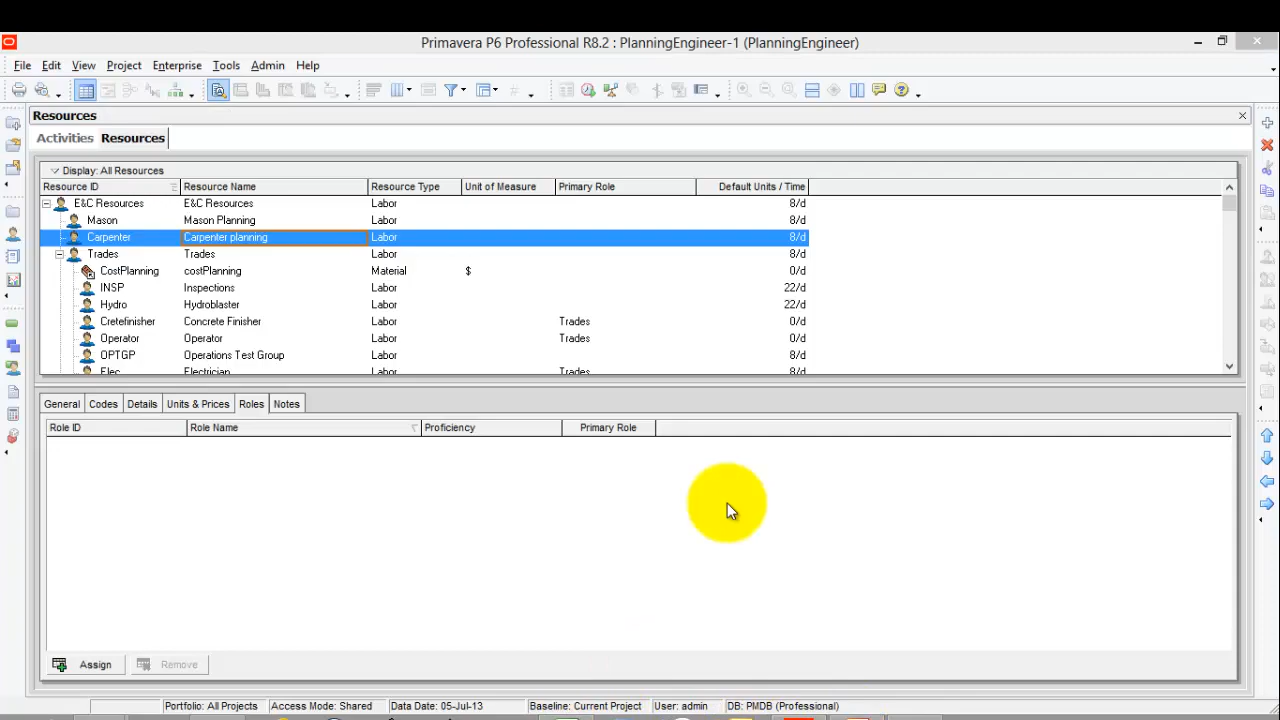 Primavera P6 Professional R8.2 : PlanningEngineer-1 (PlanningEngineer)
File Edit View Project Enterprise Tools Admin Help
Resources
Activities Resources
Display: All Resources
Resource ID Resource Name Resource Type Unit of Measure Primary Role Default Units / Time
E&C Resources E&C Resources Labor 8/d
Mason Mason Planning Labor 8/d
Carpenter Carpenter planning Labor 8/d
Trades Trades Labor 8/d
CostPlanning costPlanning Material $ 0/d
INSP Inspections Labor 22/d
Hydro Hydroblaster Labor 22/d
Cretefinisher Concrete Finisher Labor Trades 0/d
Operator Operator Labor Trades 0/d
OPTGP Operations Test Group Labor 8/d
Elec Electrician Labor Trades 8/d
General Codes Details Units & Prices Roles Notes
Role ID Role Name Proficiency Primary Role
Assign Remove
Portfolio: All Projects Access Mode: Shared Data Date: 05-Jul-13 Baseline: Current Project User: admin DB: PMDB (Professional)